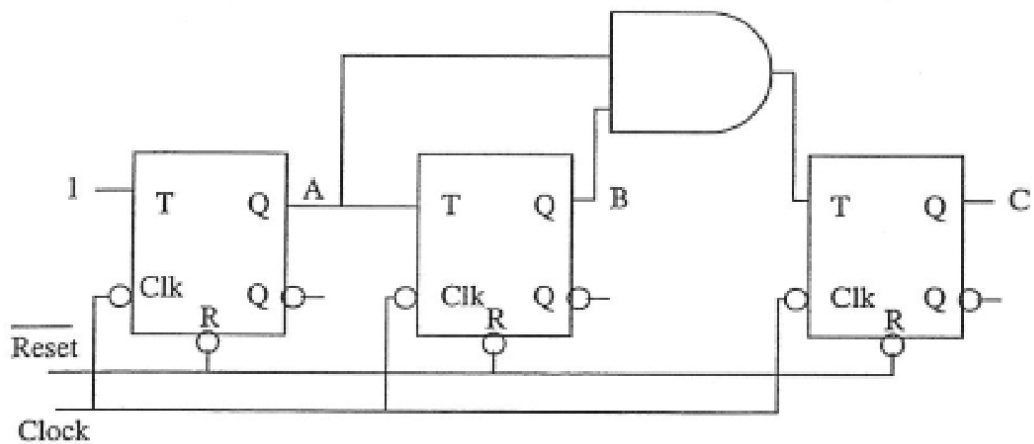 1
T Q
A
Clk Q
R
T Q
B
Clk Q
R
T Q
C
Clk Q
R
Reset
Clock